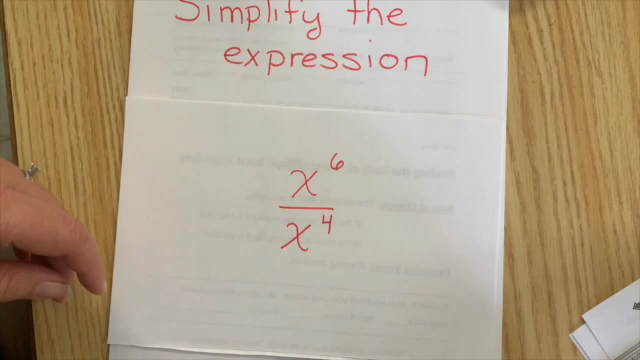 Simplify the
expression
x^6
x^4